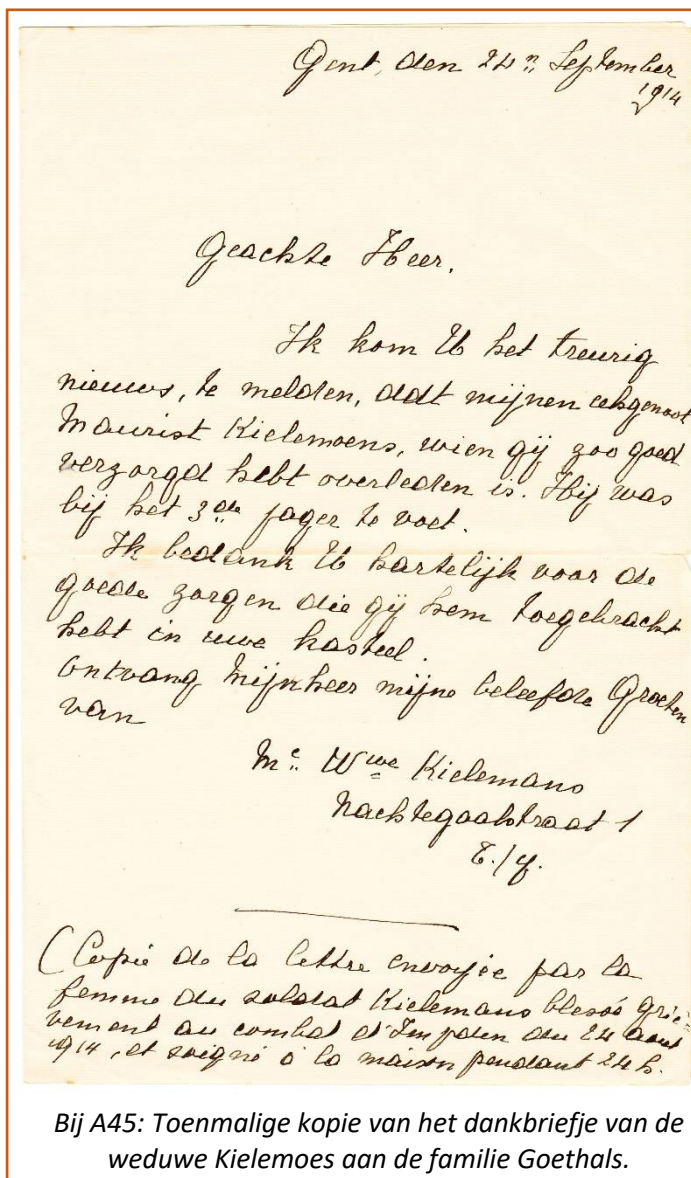 Gent, den 24n September
1914
Geachte Heer,
Ik kom U het treurig
nieuws, te melden, dat mijnen echgenoot
Maurist Kielemoens, wien gij zoo goed
verzorgd hebt overleden is. Hij was
bij het 3de jager te voet.
Ik bedank U hartelijk voor de
goede zorgen die gij hem toegebracht
hebt in uwe kasteel.
Ontvang Mijnheer mijne beleefde Groeten
van
Me Wwe Kielemans
Nachtegaalstraat 1
(Copie de la lettre envoyée par la
femme du soldat Kielemans blessé griè-
vement au combat d'Impden du 24 aout
1914, et soigné à la maison pendant 24 h.
Bij A45: Toenmalige kopie van het dankbriefje van de
weduwe Kielemoes aan de familie Goethals.